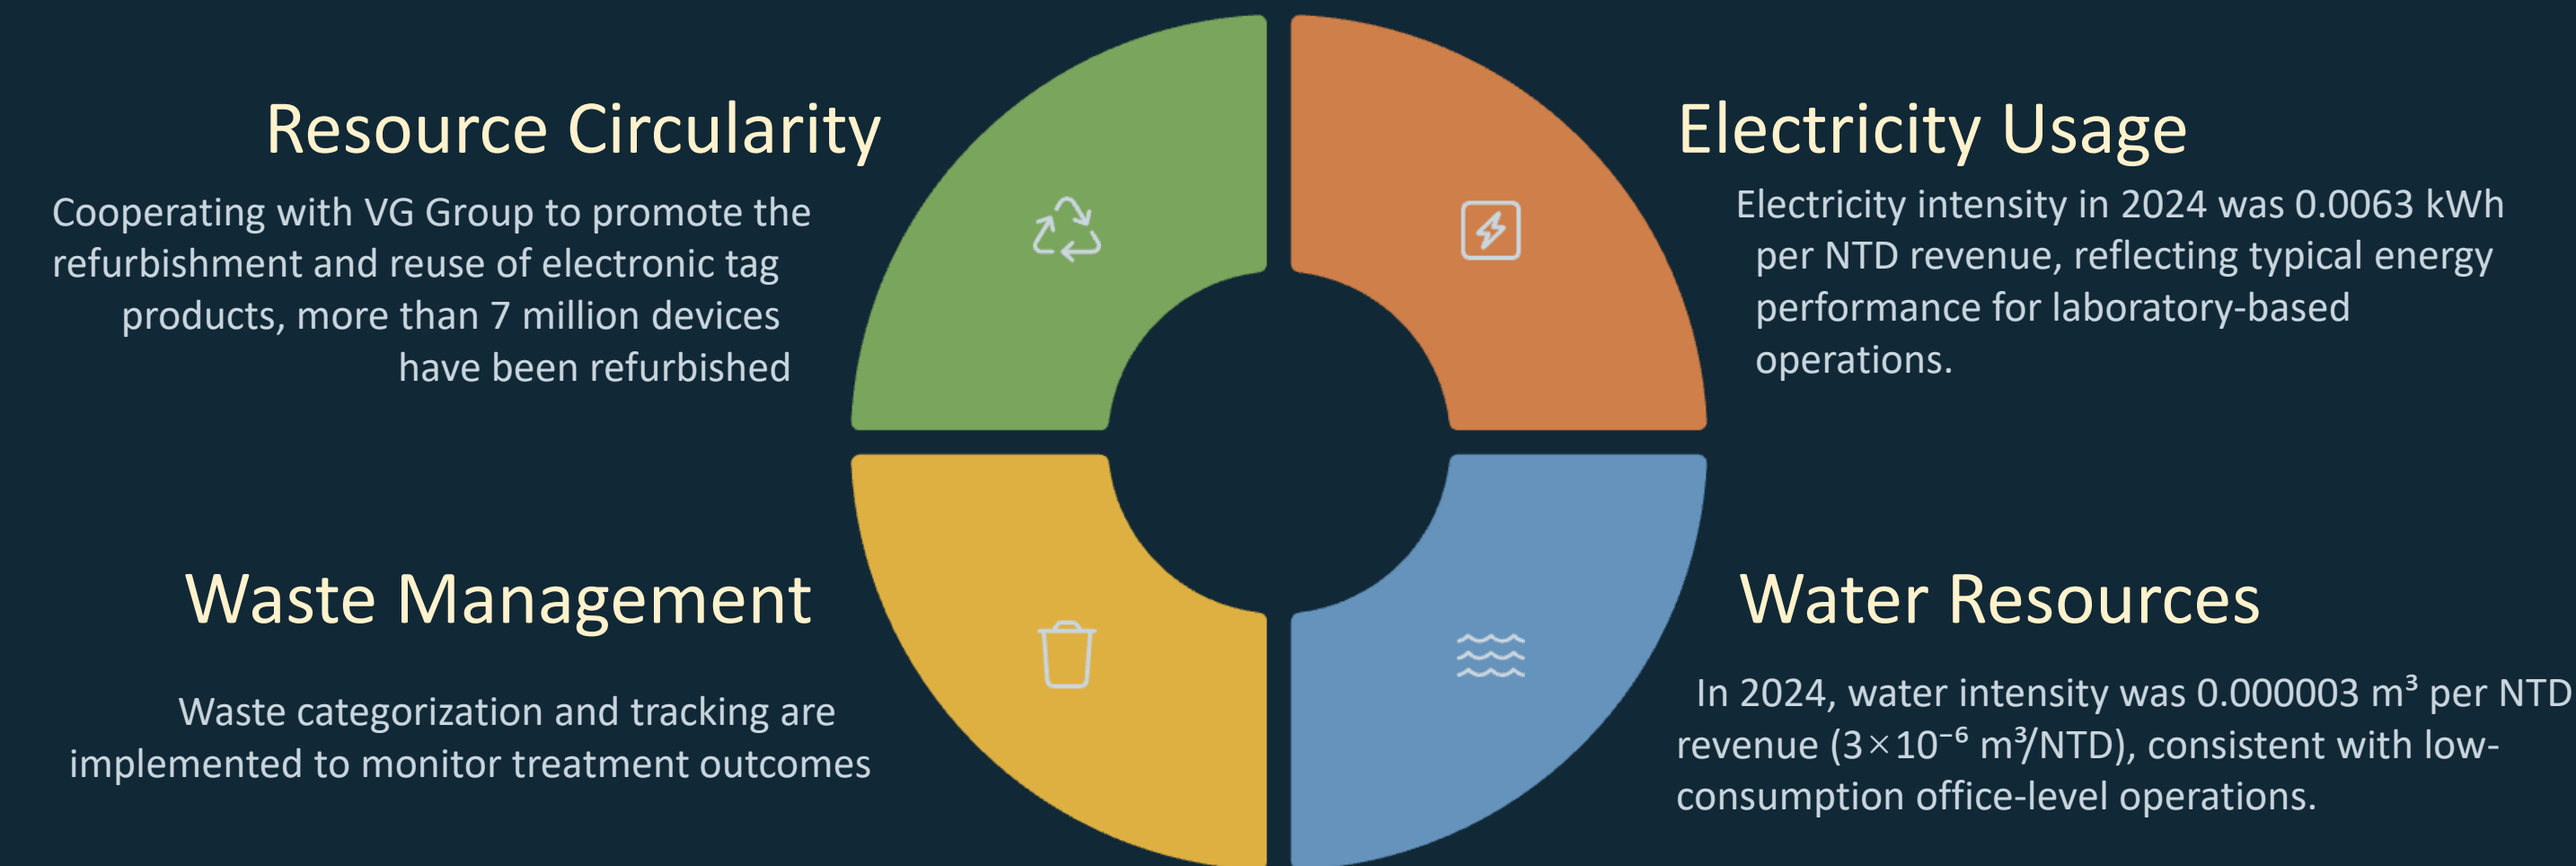 Resource Circularity
Cooperating with VG Group to promote the
refurbishment and reuse of electronic tag
products, more than 7 million devices
have been refurbished
Electricity Usage
Electricity intensity in 2024 was 0.0063 kWh
per NTD revenue, reflecting typical energy
performance for laboratory-based
operations.
Waste Management
Waste categorization and tracking are
implemented to monitor treatment outcomes
Water Resources
In 2024, water intensity was 0.000003 m³ per NTD
revenue (3×10⁻⁶ m³/NTD), consistent with low-
consumption office-level operations.